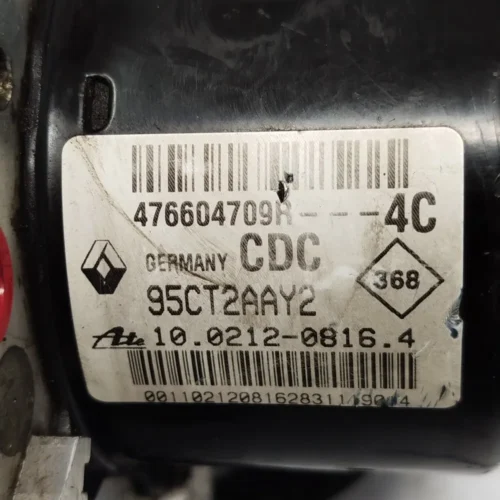 476604709R---4C
GERMANY CDC
368
95CT2AAY2
Ate 10.0212-0816.4